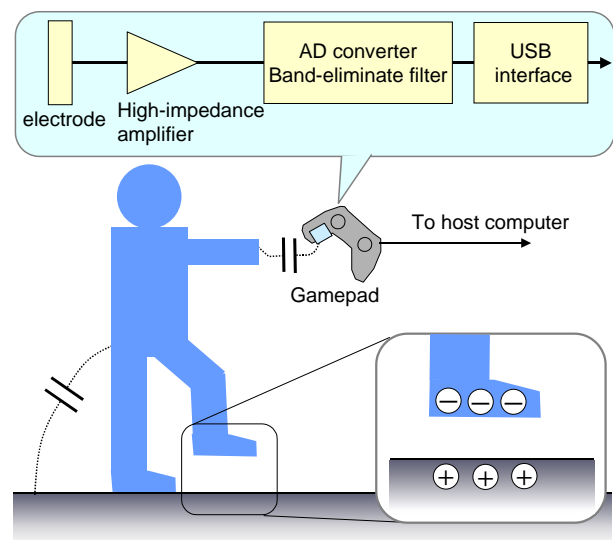 AD converter
Band-eliminate filter
USB
interface
electrode
High-impedance
amplifier
To host computer
Gamepad
− − −
+ + +